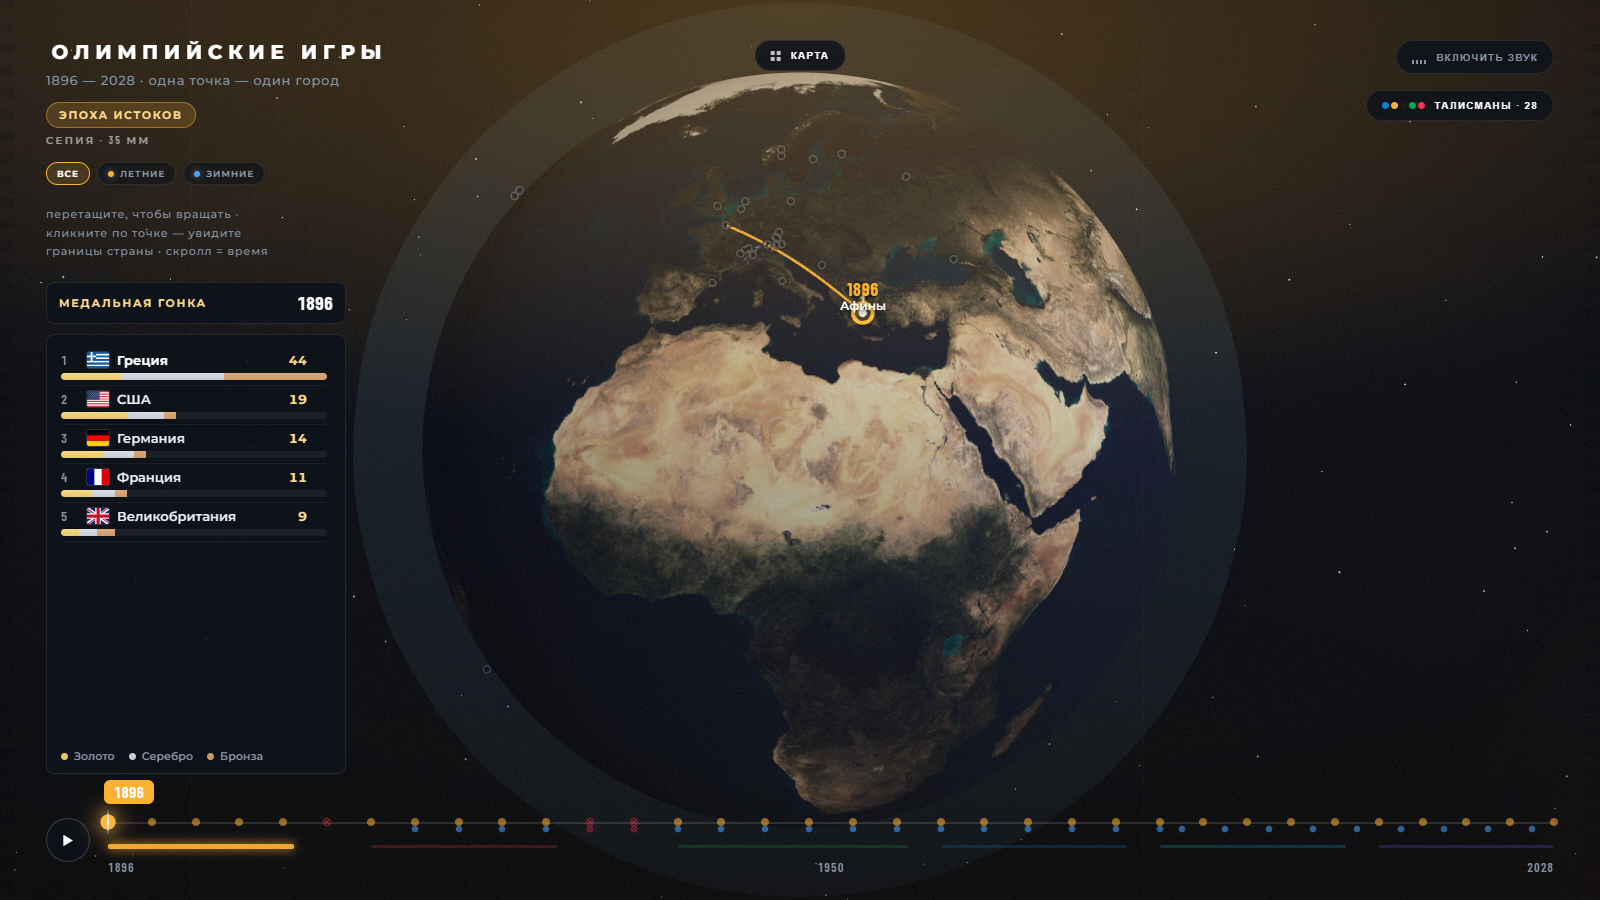 ОЛИМПИЙСКИЕ ИГРЫ
1896 — 2028 · одна точка — один город
ЭПОХА ИСТОКОВ
СЕПИЯ · 35 ММ
ВСЕ
ЛЕТНИЕ
ЗИМНИЕ
перетащите, чтобы вращать ·
кликните по точке — увидите
границы страны · скролл = время
МЕДАЛЬНАЯ ГОНКА 1896
1 Греция 44
2 США 19
3 Германия 14
4 Франция 11
5 Великобритания 9
Золото Серебро Бронза
КАРТА
ВКЛЮЧИТЬ ЗВУК
ТАЛИСМАНЫ · 28
1896
Афины
1896
1896 1950 2028